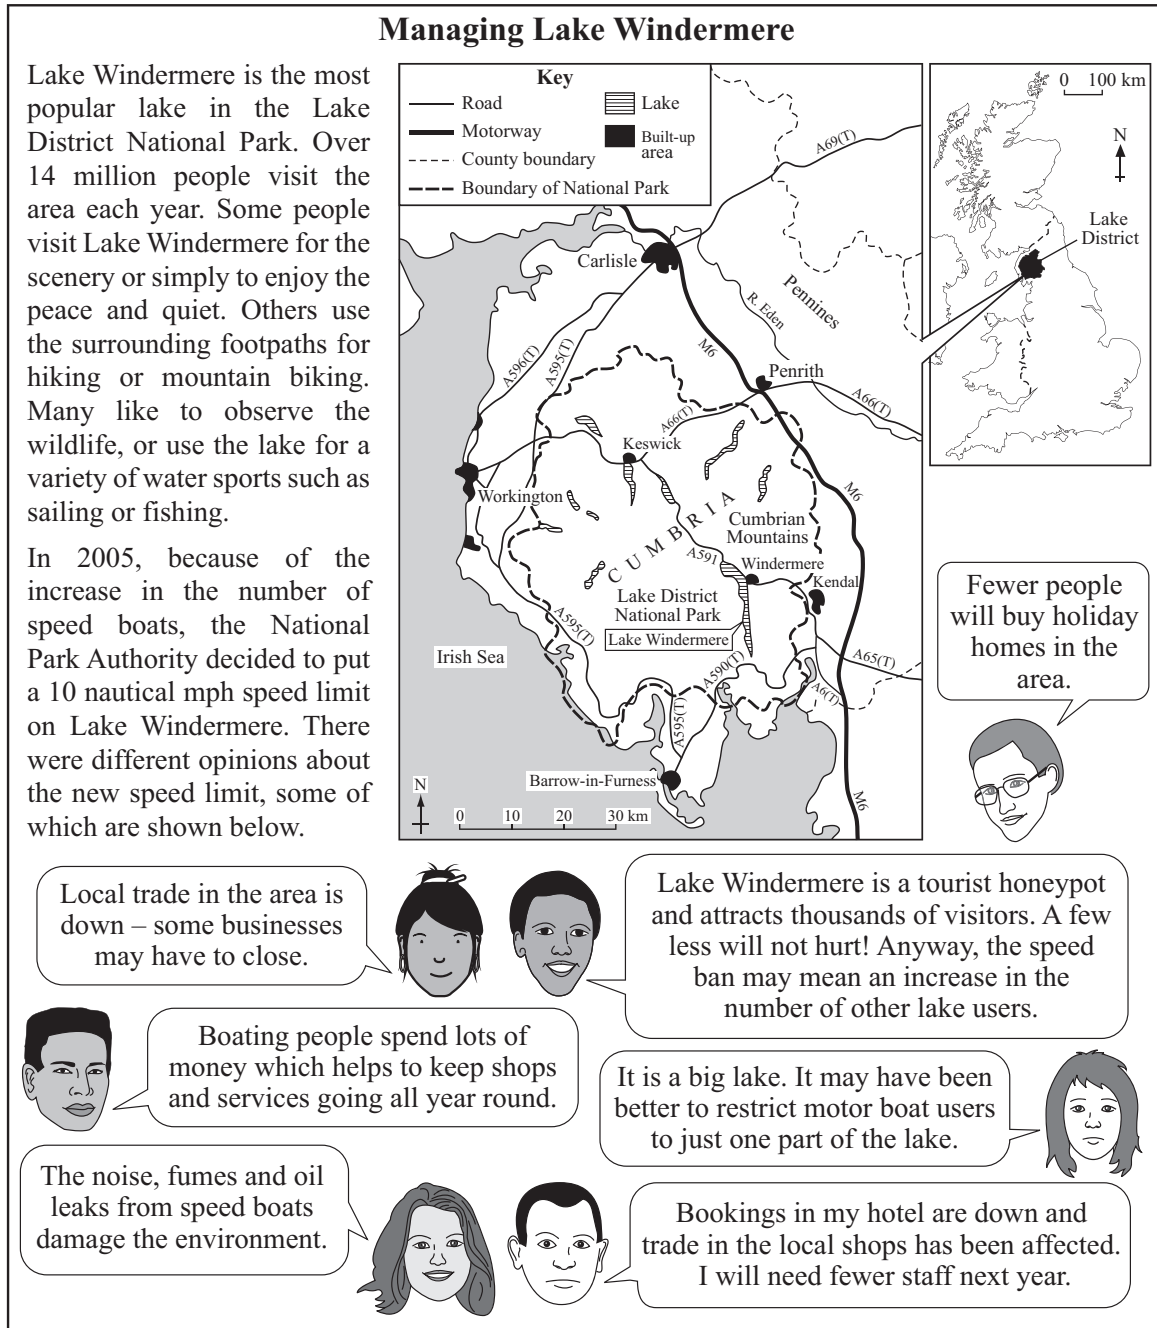 Managing Lake Windermere
Lake Windermere is the most
popular lake in the Lake
District National Park. Over
14 million people visit the
area each year. Some people
visit Lake Windermere for the
scenery or simply to enjoy the
peace and quiet. Others use
the surrounding footpaths for
hiking or mountain biking.
Many like to observe the
wildlife, or use the lake for a
variety of water sports such as
sailing or fishing.
In 2005, because of the
increase in the number of
speed boats, the National
Park Authority decided to put
a 10 nautical mph speed limit
on Lake Windermere. There
were different opinions about
the new speed limit, some of
which are shown below.
Key
Road
Motorway
County boundary
Boundary of National Park
Lake
Built-up
area
A69(T)
Carlisle
R. Eden
Pennines
M6
A596(T)
A595(T)
Penrith
A66(T)
A66(T)
Keswick
Workington
M6
CUMBRIA
Cumbrian
Mountains
A591
Windermere
Kendal
Lake District
National Park
Lake Windermere
A595(T)
Irish Sea
A590(T)
A65(T)
A6(T)
A595(T)
Barrow-in-Furness
M6
N
0 10 20 30 km
0 100 km
N
Lake
District
Fewer people
will buy holiday
homes in the
area.
Local trade in the area is
down – some businesses
may have to close.
Lake Windermere is a tourist honeypot
and attracts thousands of visitors. A few
less will not hurt! Anyway, the speed
ban may mean an increase in the
number of other lake users.
Boating people spend lots of
money which helps to keep shops
and services going all year round.
It is a big lake. It may have been
better to restrict motor boat users
to just one part of the lake.
The noise, fumes and oil
leaks from speed boats
damage the environment.
Bookings in my hotel are down and
trade in the local shops has been affected.
I will need fewer staff next year.